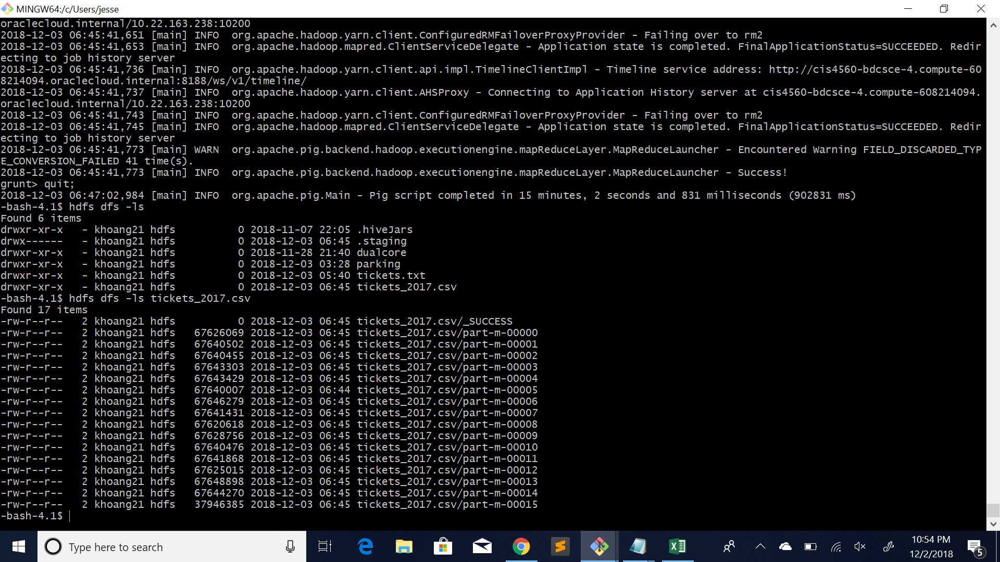 MINGW64:/c/Users/jesse
oraclecloud.internal/10.22.163.238:10200
2018-12-03 06:45:41,651 [main] INFO  org.apache.hadoop.yarn.client.ConfiguredRMFailoverProxyProvider - Failing over to rm2
2018-12-03 06:45:41,653 [main] INFO  org.apache.hadoop.mapred.ClientServiceDelegate - Application state is completed. FinalApplicationStatus=SUCCEEDED. Redir
ecting to job history server
2018-12-03 06:45:41,736 [main] INFO  org.apache.hadoop.yarn.client.api.impl.TimelineClientImpl - Timeline service address: http://cis4560-bdcsce-4.compute-60
8214094.oraclecloud.internal:8188/ws/v1/timeline/
2018-12-03 06:45:41,737 [main] INFO  org.apache.hadoop.yarn.client.AHSProxy - Connecting to Application History server at cis4560-bdcsce-4.compute-608214094.
oraclecloud.internal/10.22.163.238:10200
2018-12-03 06:45:41,743 [main] INFO  org.apache.hadoop.yarn.client.ConfiguredRMFailoverProxyProvider - Failing over to rm2
2018-12-03 06:45:41,745 [main] INFO  org.apache.hadoop.mapred.ClientServiceDelegate - Application state is completed. FinalApplicationStatus=SUCCEEDED. Redir
ecting to job history server
2018-12-03 06:45:41,773 [main] WARN  org.apache.pig.backend.hadoop.executionengine.mapReduceLayer.MapReduceLauncher - Encountered Warning FIELD_DISCARDED_TYP
E_CONVERSION_FAILED 41 time(s).
2018-12-03 06:45:41,773 [main] INFO  org.apache.pig.backend.hadoop.executionengine.mapReduceLayer.MapReduceLauncher - Success!
grunt> quit;
2018-12-03 06:47:02,984 [main] INFO  org.apache.pig.Main - Pig script completed in 15 minutes, 2 seconds and 831 milliseconds (902831 ms)
-bash-4.1$ hdfs dfs -ls
Found 6 items
drwxr-xr-x   - khoang21 hdfs          0 2018-11-07 22:05 .hiveJars
drwx------   - khoang21 hdfs          0 2018-12-03 06:45 .staging
drwxr-xr-x   - khoang21 hdfs          0 2018-11-28 21:40 dualcore
drwxr-xr-x   - khoang21 hdfs          0 2018-12-03 03:28 parking
drwxr-xr-x   - khoang21 hdfs          0 2018-12-03 05:40 tickets.txt
drwxr-xr-x   - khoang21 hdfs          0 2018-12-03 06:45 tickets_2017.csv
-bash-4.1$ hdfs dfs -ls tickets_2017.csv
Found 17 items
-rw-r--r--   2 khoang21 hdfs          0 2018-12-03 06:45 tickets_2017.csv/_SUCCESS
-rw-r--r--   2 khoang21 hdfs   67626069 2018-12-03 06:45 tickets_2017.csv/part-m-00000
-rw-r--r--   2 khoang21 hdfs   67640502 2018-12-03 06:45 tickets_2017.csv/part-m-00001
-rw-r--r--   2 khoang21 hdfs   67640455 2018-12-03 06:45 tickets_2017.csv/part-m-00002
-rw-r--r--   2 khoang21 hdfs   67643303 2018-12-03 06:45 tickets_2017.csv/part-m-00003
-rw-r--r--   2 khoang21 hdfs   67643429 2018-12-03 06:45 tickets_2017.csv/part-m-00004
-rw-r--r--   2 khoang21 hdfs   67640007 2018-12-03 06:44 tickets_2017.csv/part-m-00005
-rw-r--r--   2 khoang21 hdfs   67646279 2018-12-03 06:45 tickets_2017.csv/part-m-00006
-rw-r--r--   2 khoang21 hdfs   67641431 2018-12-03 06:45 tickets_2017.csv/part-m-00007
-rw-r--r--   2 khoang21 hdfs   67620618 2018-12-03 06:45 tickets_2017.csv/part-m-00008
-rw-r--r--   2 khoang21 hdfs   67628756 2018-12-03 06:45 tickets_2017.csv/part-m-00009
-rw-r--r--   2 khoang21 hdfs   67640476 2018-12-03 06:45 tickets_2017.csv/part-m-00010
-rw-r--r--   2 khoang21 hdfs   67641868 2018-12-03 06:45 tickets_2017.csv/part-m-00011
-rw-r--r--   2 khoang21 hdfs   67625015 2018-12-03 06:45 tickets_2017.csv/part-m-00012
-rw-r--r--   2 khoang21 hdfs   67648898 2018-12-03 06:45 tickets_2017.csv/part-m-00013
-rw-r--r--   2 khoang21 hdfs   67644270 2018-12-03 06:45 tickets_2017.csv/part-m-00014
-rw-r--r--   2 khoang21 hdfs   37946385 2018-12-03 06:45 tickets_2017.csv/part-m-00015
-bash-4.1$
Type here to search
10:54 PM
12/2/2018
5